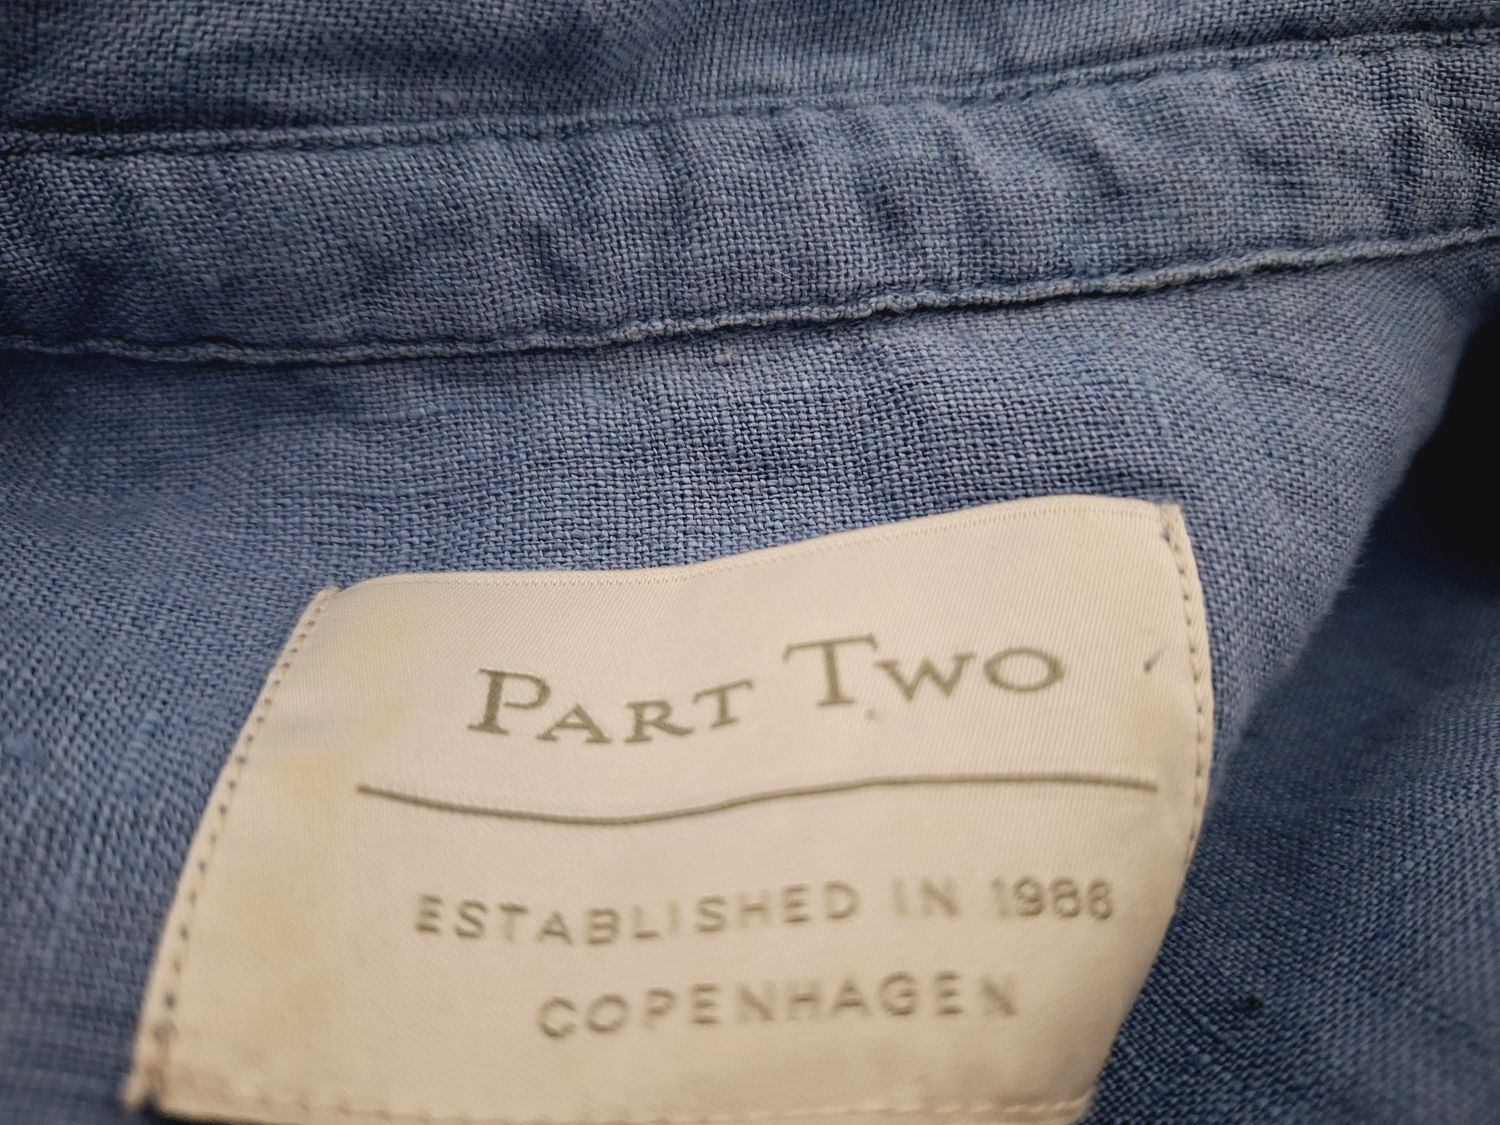 PART TWO
ESTABLISHED IN 1986
COPENHAGEN